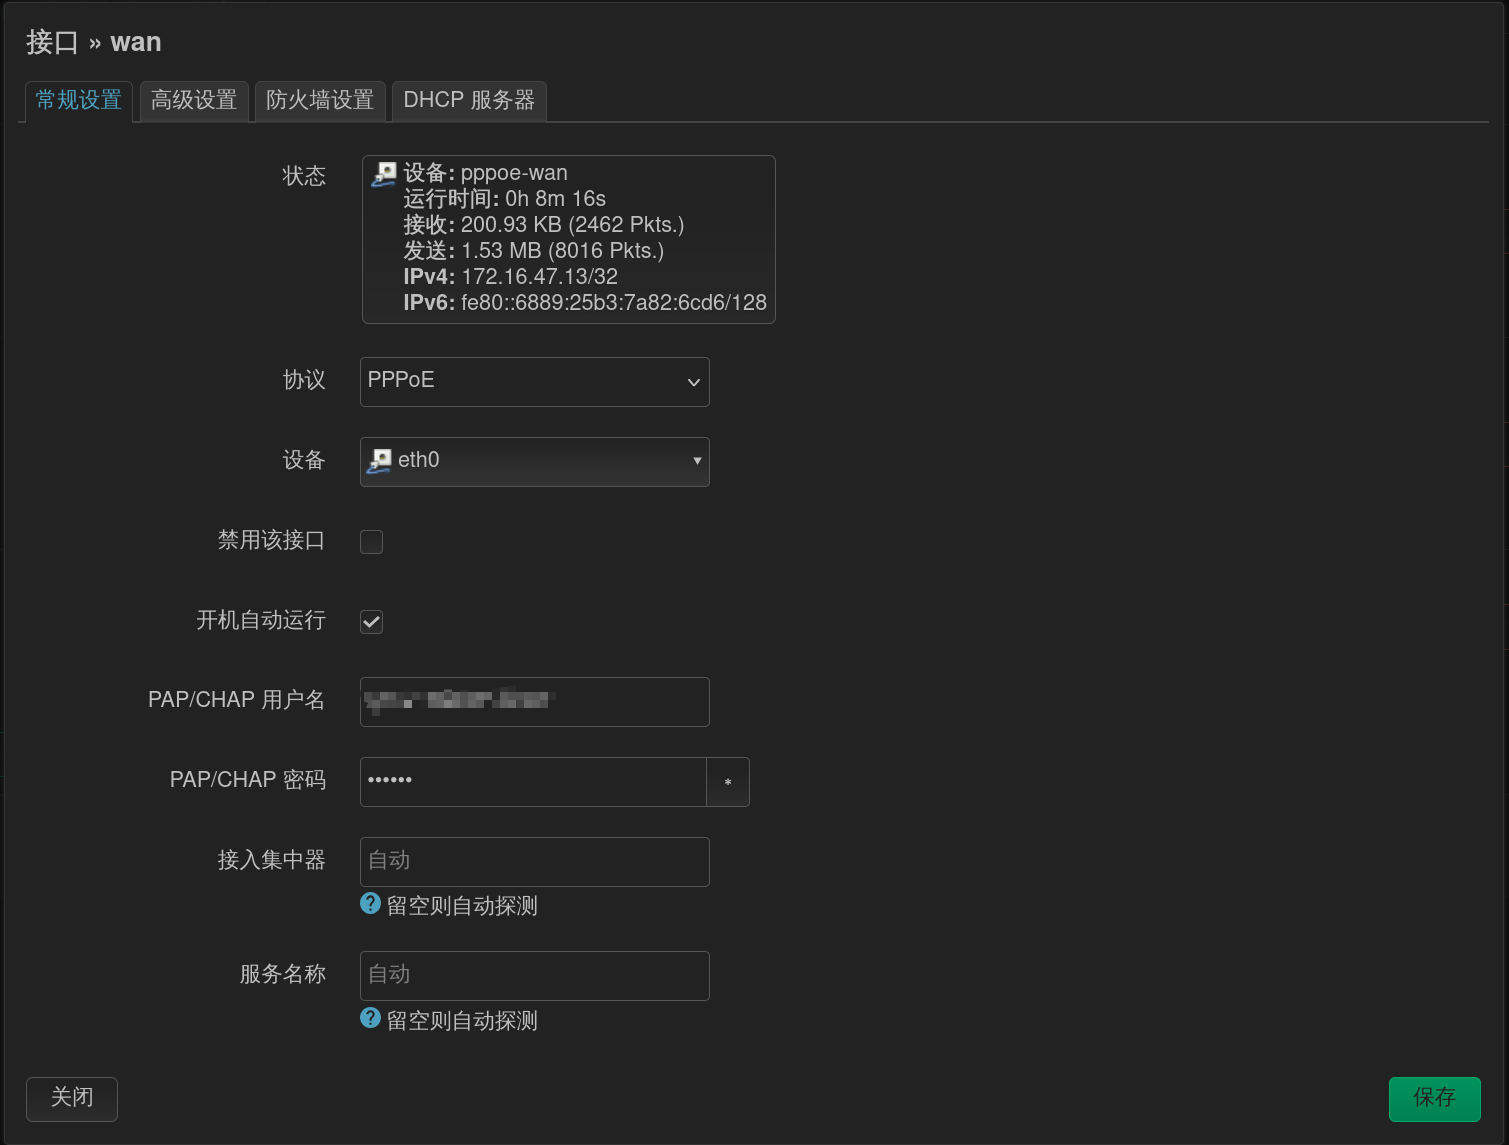 接口 » wan
常规设置 高级设置 防火墙设置 DHCP 服务器
状态
设备: pppoe-wan
运行时间: 0h 8m 16s
接收: 200.93 KB (2462 Pkts.)
发送: 1.53 MB (8016 Pkts.)
IPv4: 172.16.47.13/32
IPv6: fe80::6889:25b3:7a82:6cd6/128
协议 PPPoE
设备 eth0
禁用该接口
开机自动运行
PAP/CHAP 用户名
PAP/CHAP 密码 •••••• *
接入集中器 自动
留空则自动探测
服务名称 自动
留空则自动探测
关闭 保存